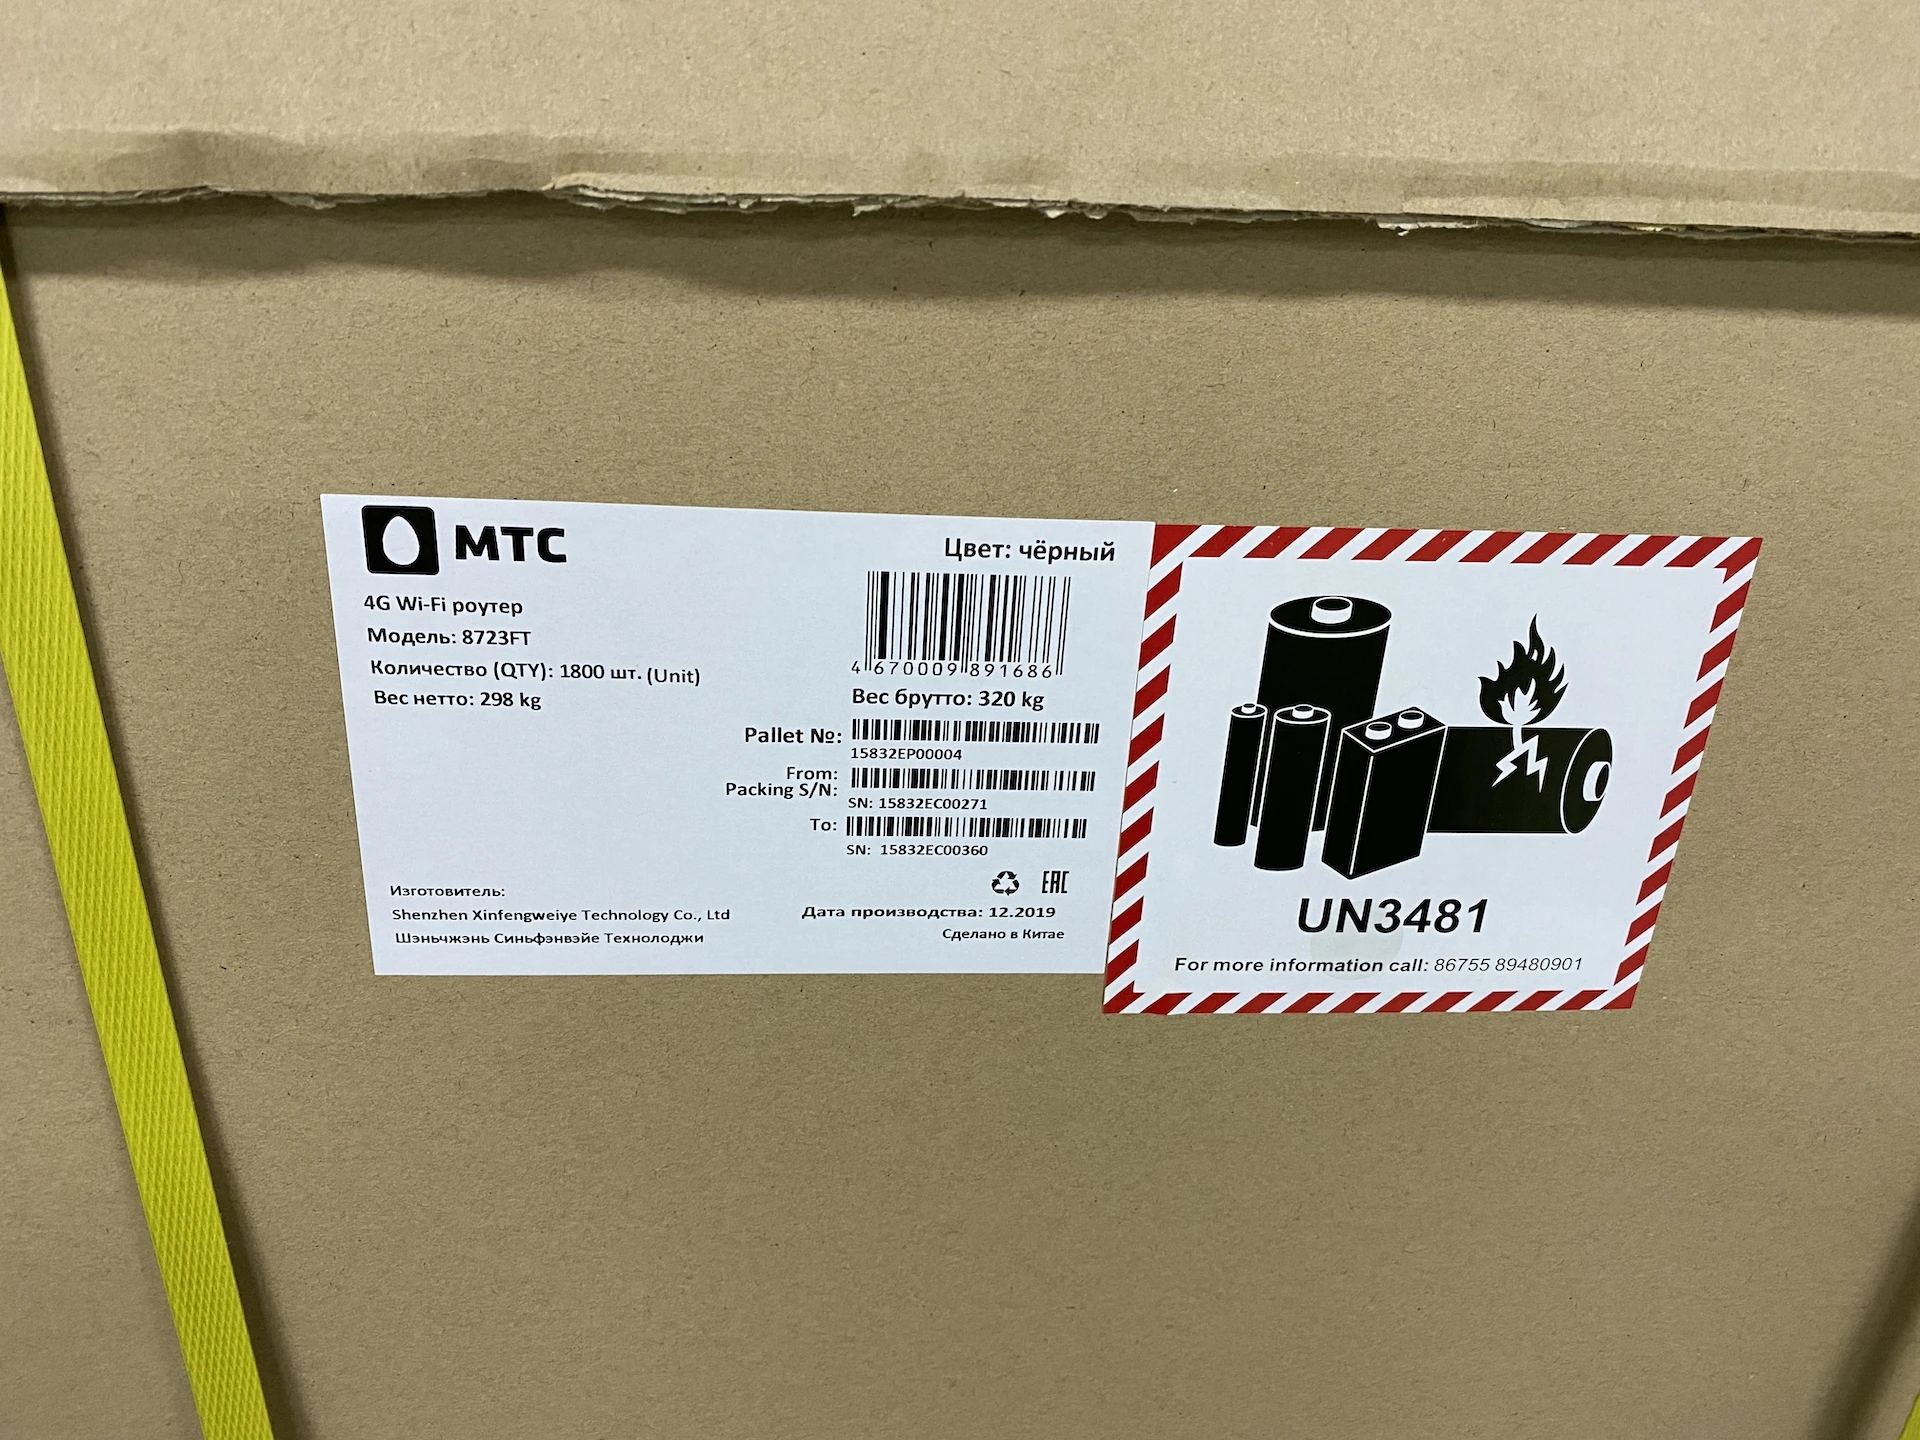 МТС
Цвет: чёрный
4G Wi-Fi роутер
Модель: 8723FT
Количество (QTY): 1800 шт. (Unit)
Вес нетто: 298 kg
4 670009 891686
Вес брутто: 320 kg
Pallet №:
15832EP00004
From:
Packing S/N:
SN: 15832EC00271
To:
SN: 15832EC00360
EAC
Изготовитель:
Shenzhen Xinfengweiye Technology Co., Ltd
Шэньчжэнь Синьфэнвэйе Технолоджи
Дата производства: 12.2019
Сделано в Китае
UN3481
For more information call: 86755 89480901